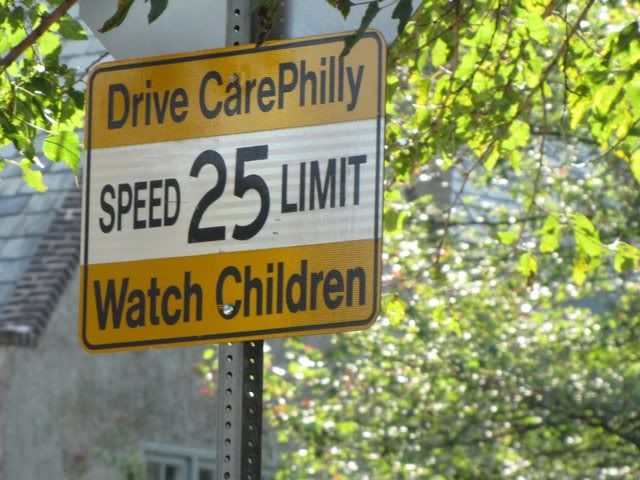 Drive CarePhilly
SPEED 25 LIMIT
Watch Children